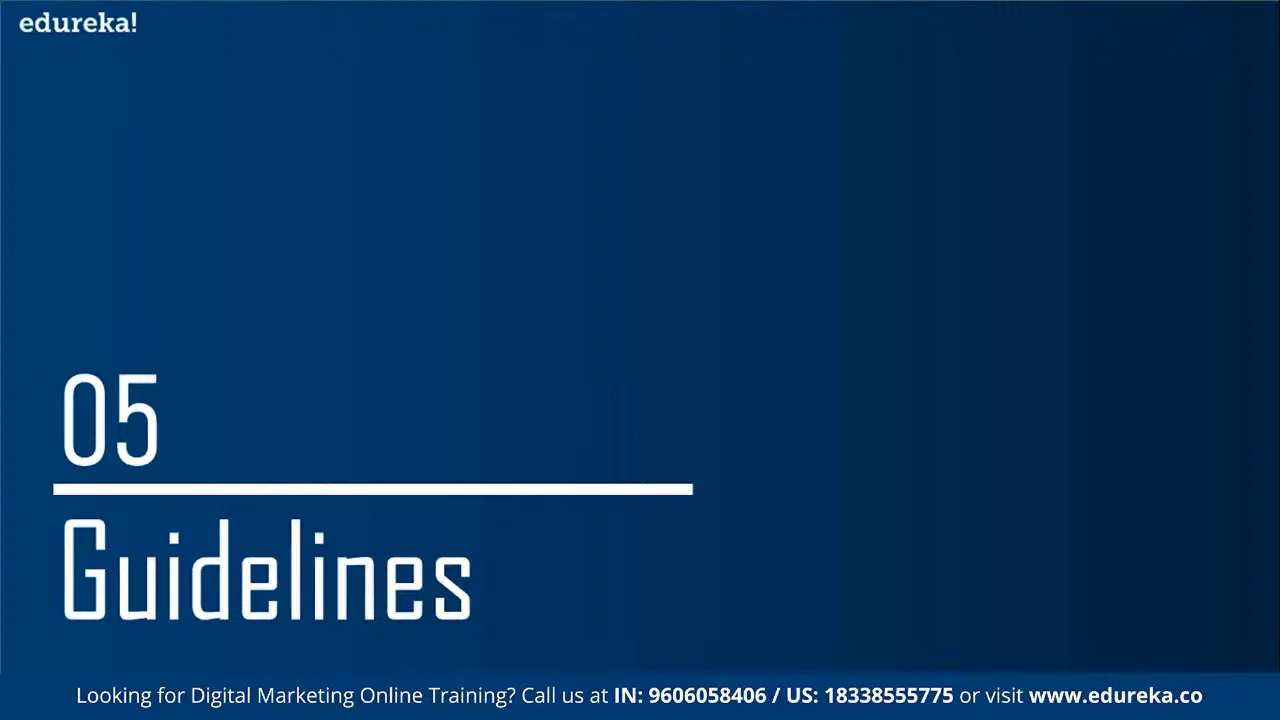 edureka!
05
Guidelines
Looking for Digital Marketing Online Training? Call us at IN: 9606058406 / US: 18338555775 or visit www.edureka.co